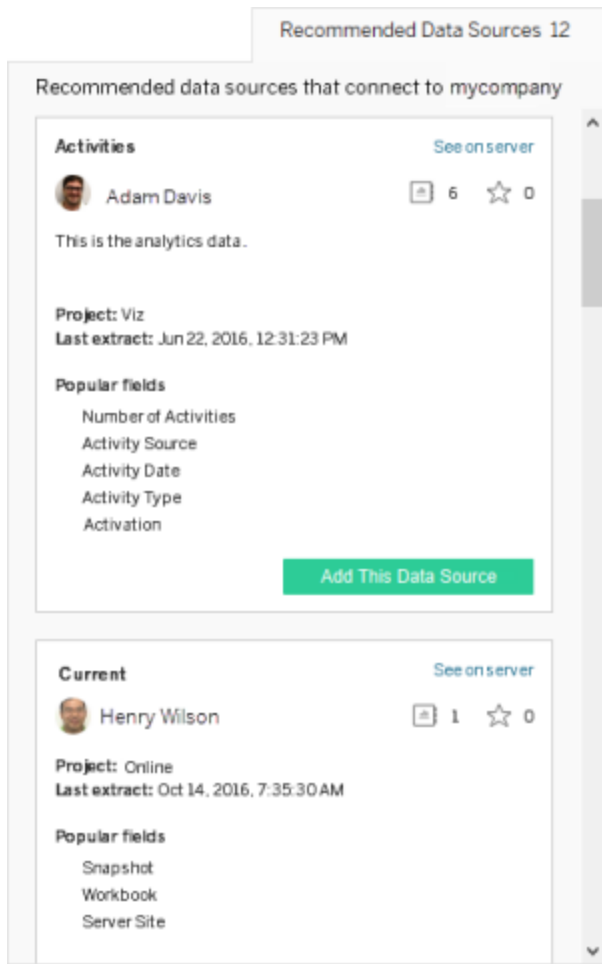 Recommended Data Sources 12
Recommended data sources that connect to mycompany
Activities See on server
Adam Davis 6 0
This is the analytics data.
Project: Viz
Last extract: Jun 22, 2016, 12:31:23 PM
Popular fields
Number of Activities
Activity Source
Activity Date
Activity Type
Activation
Add This Data Source
Current See on server
Henry Wilson 1 0
Project: Online
Last extract: Oct 14, 2016, 7:35:30 AM
Popular fields
Snapshot
Workbook
Server Site